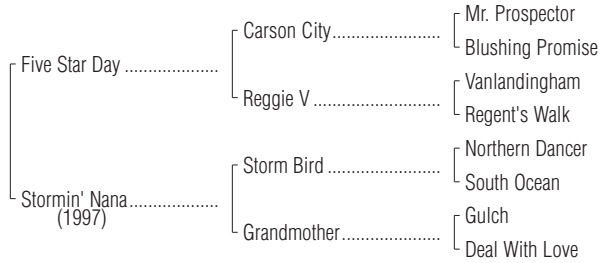 Mr. Prospector
Carson City.......................
Blushing Promise
Five Star Day ....................
Vanlandingham
Reggie V ...........................
Regent's Walk
Northern Dancer
Storm Bird ........................
South Ocean
Stormin' Nana...................
(1997)
Gulch
Grandmother.....................
Deal With Love